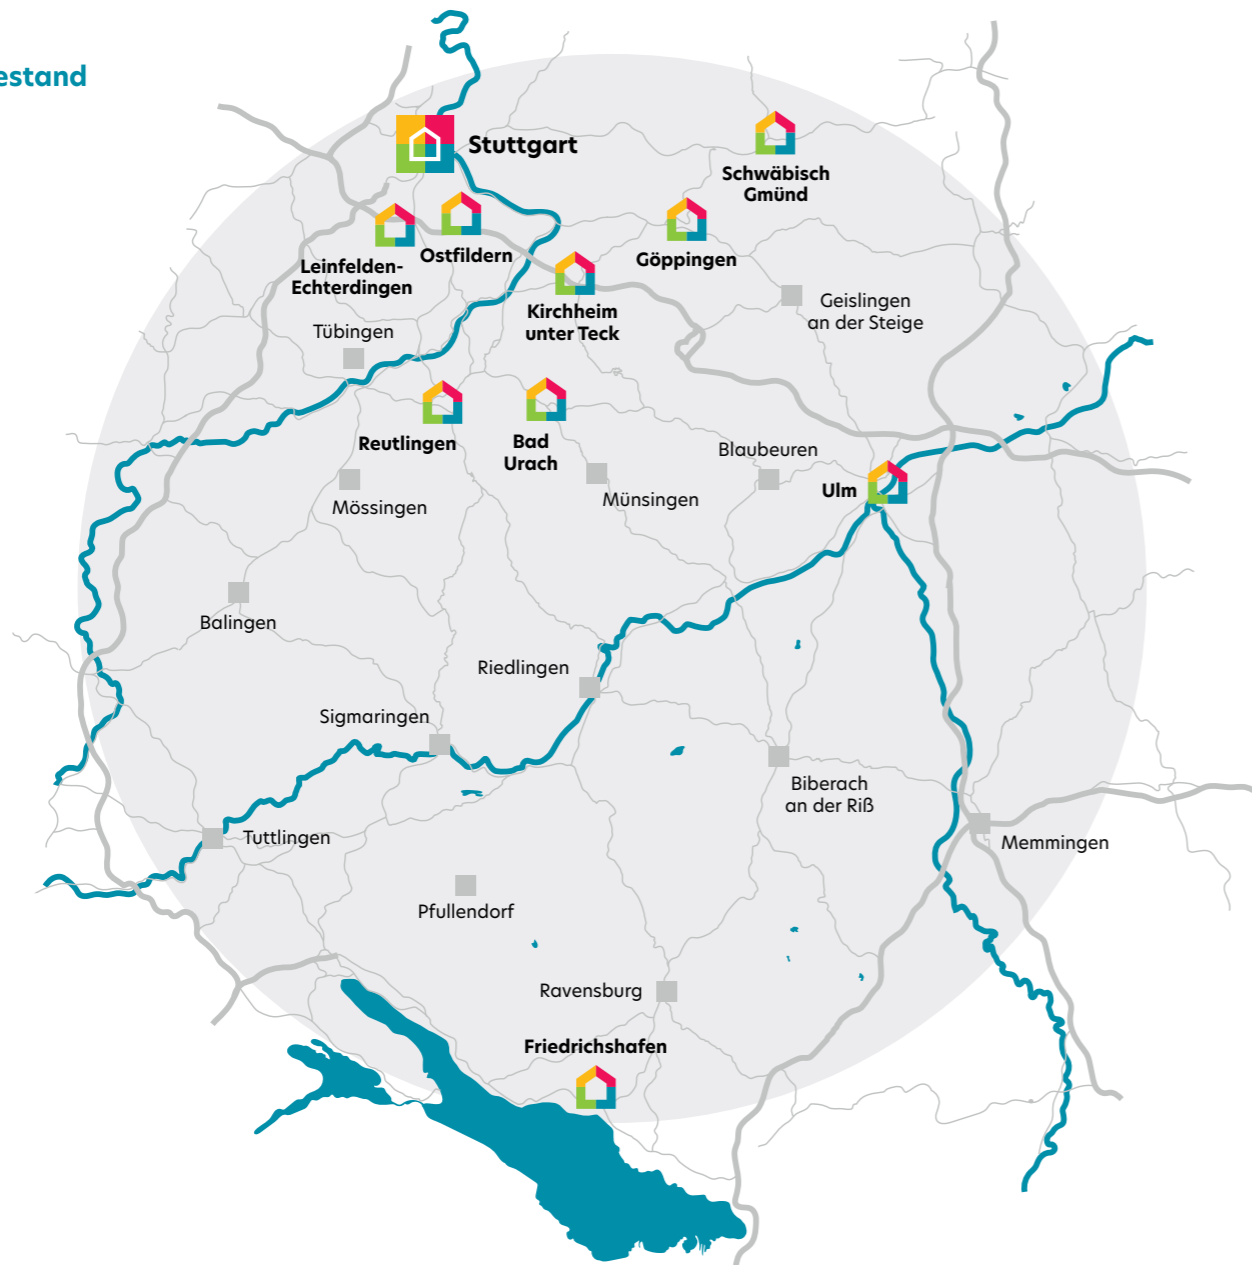 estand
Stuttgart
Schwäbisch
Gmünd
Ostfildern
Göppingen
Leinfelden-
Echterdingen
Kirchheim
unter Teck
Geislingen
an der Steige
Tübingen
Reutlingen
Bad
Urach
Blaubeuren
Ulm
Mössingen
Münsingen
Balingen
Riedlingen
Sigmaringen
Biberach
an der Riß
Tuttlingen
Memmingen
Pfullendorf
Ravensburg
Friedrichshafen